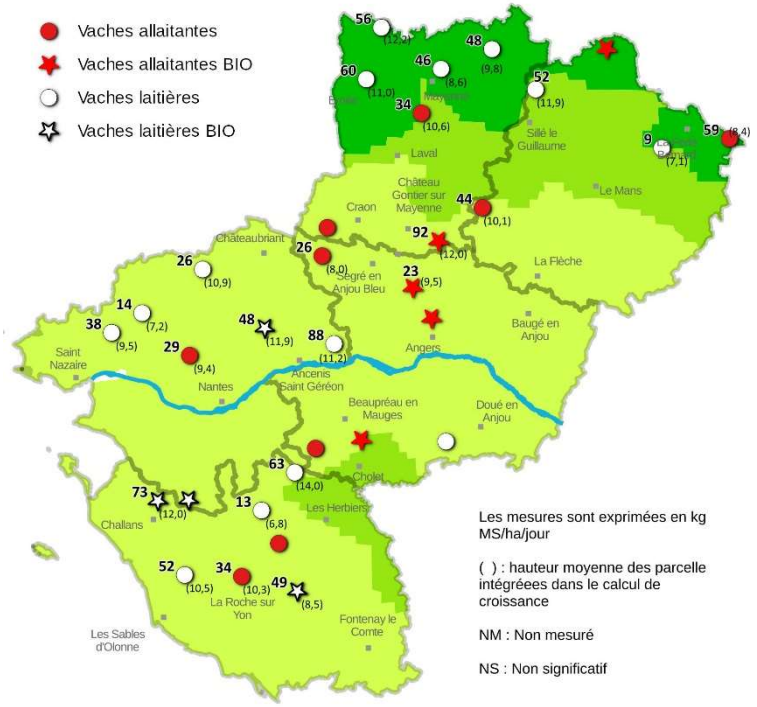 Vaches allaitantes
Vaches allaitantes BIO
Vaches laitières
Vaches laitières BIO
56
(12,2)
48
(9,8)
46
(8,6)
60
(11,0)
Mayenne
34
(10,6)
52
(11,9)
59
(8,4)
9
(7,1)
Sillé le
Guillaume
Laval
Le Mans
Château
Gontier sur
Mayenne
Craon
44
(10,1)
92
(12,0)
Châteaubriant
26
(8,0)
Segré en
Anjou Bleu
La Flèche
26
(10,9)
23
(9,5)
14
(7,2)
38
(9,5)
48
(11,9)
88
(11,2)
Baugé en
Anjou
Angers
29
(9,4)
Saint
Nazaire
Nantes
Ancenis
Saint Géréon
Beaupréau en
Mauges
Doué en
Anjou
63
(14,0)
Cholet
73
(12,0)
Challans
13
(6,8)
Les Herbiers
52
(10,5)
34
(10,3)
49
(8,5)
La Roche sur
Yon
Les Sables
d'Olonne
Fontenay le
Comte
Les mesures sont exprimées en kg
MS/ha/jour
( ) : hauteur moyenne des parcelle
intégréees dans le calcul de
croissance
NM : Non mesuré
NS : Non significatif